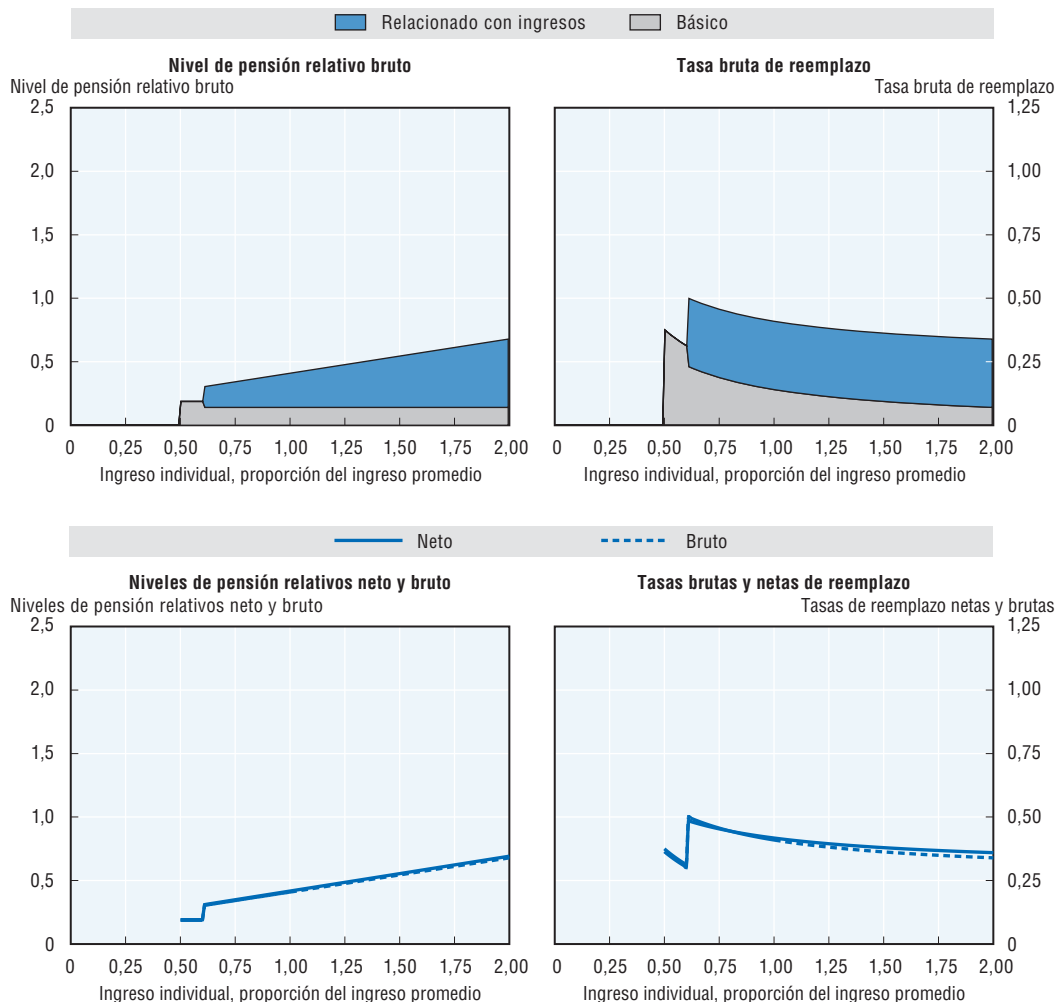 Relacionado con ingresos Básico
Nivel de pensión relativo bruto
Nivel de pensión relativo bruto
2,5
2,0
1,5
1,0
0,5
0
0 0,25 0,50 0,75 1,00 1,25 1,50 1,75 2,00
Ingreso individual, proporción del ingreso promedio
Tasa bruta de reemplazo
Tasa bruta de reemplazo
1,25
1,00
0,75
0,50
0,25
0
0 0,25 0,50 0,75 1,00 1,25 1,50 1,75 2,00
Ingreso individual, proporción del ingreso promedio
Neto Bruto
Niveles de pensión relativos neto y bruto
Niveles de pensión relativos neto y bruto
2,5
2,0
1,5
1,0
0,5
0
0 0,25 0,50 0,75 1,00 1,25 1,50 1,75 2,00
Ingreso individual, proporción del ingreso promedio
Tasas brutas y netas de reemplazo
Tasas de reemplazo netas y brutas
1,25
1,00
0,75
0,50
0,25
0
0 0,25 0,50 0,75 1,00 1,25 1,50 1,75 2,00
Ingreso individual, proporción del ingreso promedio